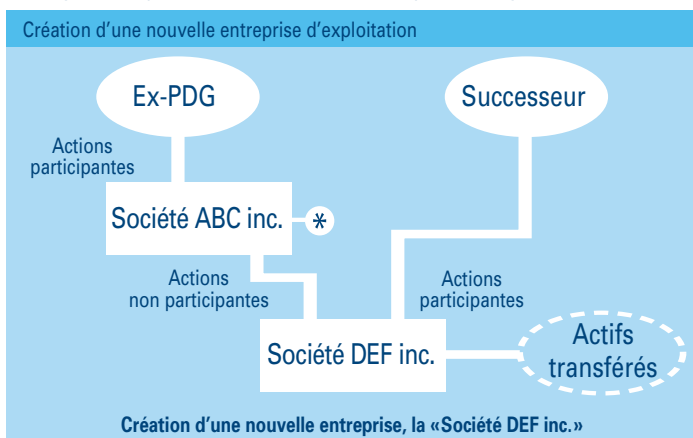 Création d'une nouvelle entreprise d'exploitation
Ex-PDG
Successeur
Actions
participantes
Société ABC inc.
*
Actions
non participantes
Actions
participantes
Société DEF inc.
Actifs
transférés
Création d'une nouvelle entreprise, la «Société DEF inc.»